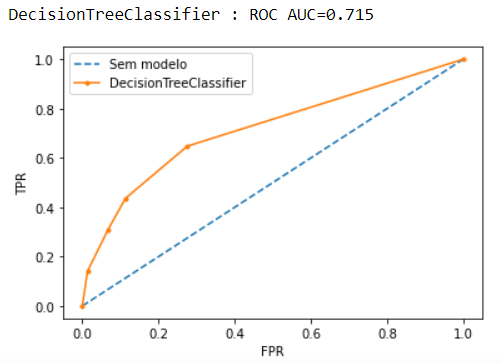 DecisionTreeClassifier : ROC AUC=0.715
Sem modelo
DecisionTreeClassifier
1.0
0.8
0.6
0.4
0.2
0.0
TPR
0.0 0.2 0.4 0.6 0.8 1.0
FPR